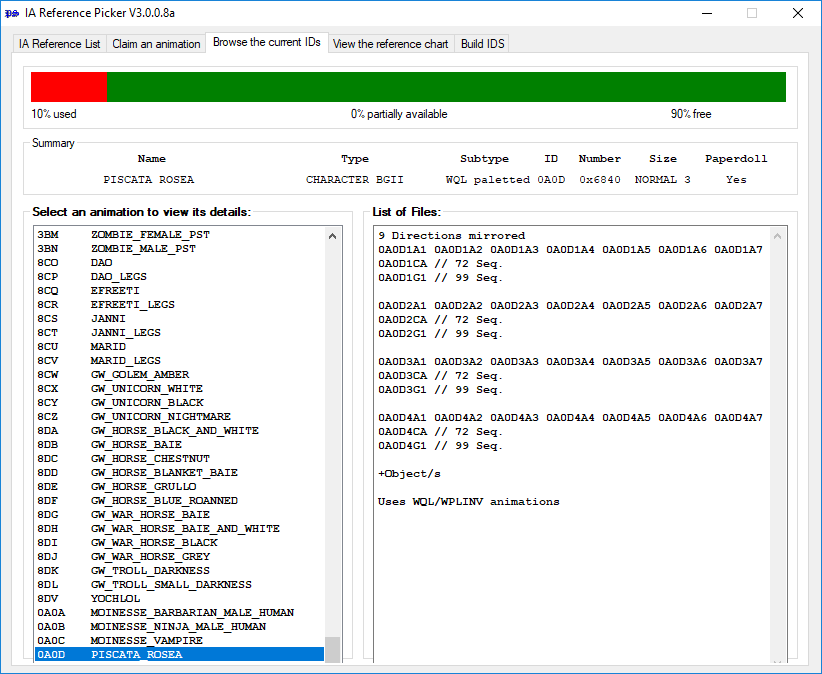 IA Reference Picker V3.0.0.8a
IA Reference List Claim an animation Browse the current IDs View the reference chart Build IDS
10% used 0% partially available 90% free
Summary
Name Type Subtype ID Number Size Paperdoll
PISCATA_ROSEA CHARACTER BGII WQL paletted 0A0D 0x6840 NORMAL 3 Yes
Select an animation to view its details:
3BM ZOMBIE_FEMALE_PST
3BN ZOMBIE_MALE_PST
8CO DAO
8CP DAO_LEGS
8CQ EFREETI
8CR EFREETI_LEGS
8CS JANNI
8CT JANNI_LEGS
8CU MARID
8CV MARID_LEGS
8CW GW_GOLEM_AMBER
8CX GW_UNICORN_WHITE
8CY GW_UNICORN_BLACK
8CZ GW_UNICORN_NIGHTMARE
8DA GW_HORSE_BLACK_AND_WHITE
8DB GW_HORSE_BAIE
8DC GW_HORSE_CHESTNUT
8DD GW_HORSE_BLANKET_BAIE
8DE GW_HORSE_GRULLO
8DF GW_HORSE_BLUE_ROANNED
8DG GW_WAR_HORSE_BAIE
8DH GW_WAR_HORSE_BAIE_AND_WHITE
8DI GW_WAR_HORSE_BLACK
8DJ GW_WAR_HORSE_GREY
8DK GW_TROLL_DARKNESS
8DL GW_TROLL_SMALL_DARKNESS
8DV YOCHLOL
0A0A MOINESSE_BARBARIAN_MALE_HUMAN
0A0B MOINESSE_NINJA_MALE_HUMAN
0A0C MOINESSE_VAMPIRE
0A0D PISCATA_ROSEA
List of Files:
9 Directions mirrored
0A0D1A1 0A0D1A2 0A0D1A3 0A0D1A4 0A0D1A5 0A0D1A6 0A0D1A7
0A0D1CA // 72 Seq.
0A0D1G1 // 99 Seq.
0A0D2A1 0A0D2A2 0A0D2A3 0A0D2A4 0A0D2A5 0A0D2A6 0A0D2A7
0A0D2CA // 72 Seq.
0A0D2G1 // 99 Seq.
0A0D3A1 0A0D3A2 0A0D3A3 0A0D3A4 0A0D3A5 0A0D3A6 0A0D3A7
0A0D3CA // 72 Seq.
0A0D3G1 // 99 Seq.
0A0D4A1 0A0D4A2 0A0D4A3 0A0D4A4 0A0D4A5 0A0D4A6 0A0D4A7
0A0D4CA // 72 Seq.
0A0D4G1 // 99 Seq.
+Object/s
Uses WQL/WPLINV animations